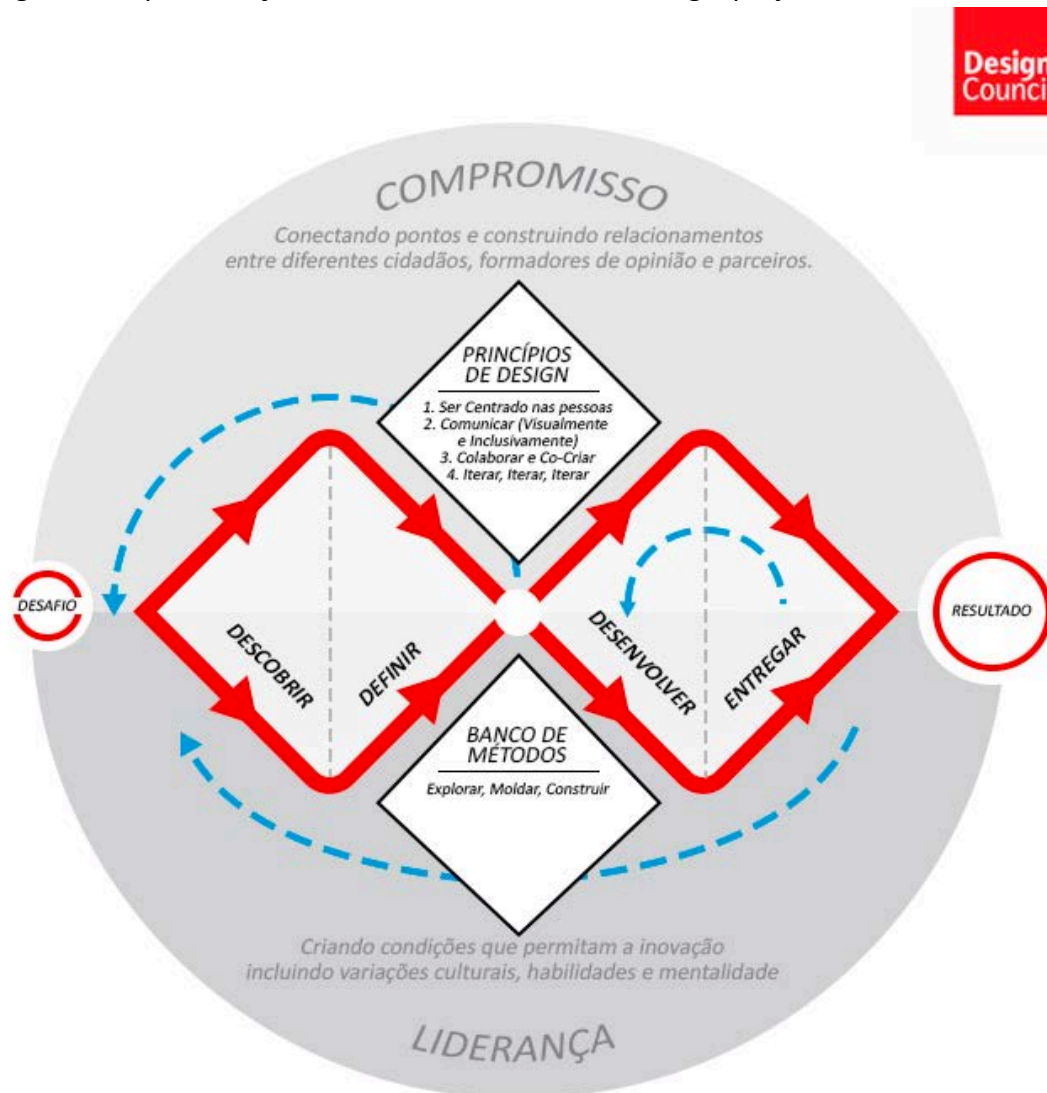 Design
Counci
COMPROMISSO
Conectando pontos e construindo relacionamentos
entre diferentes cidadãos, formadores de opinião e parceiros.
PRINCÍPIOS
DE DESIGN
1. Ser Centrado nas pessoas
2. Comunicar (Visualmente
e Inclusivamente)
3. Colaborar e Co-Criar
4. Iterar, Iterar, Iterar
DESAFIO
RESULTADO
DESCOBRIR
DEFINIR
DESENVOLVER
ENTREGAR
BANCO DE
MÉTODOS
Explorar, Moldar, Construir
Criando condições que permitam a inovação
incluindo variações culturais, habilidades e mentalidade
LIDERANÇA